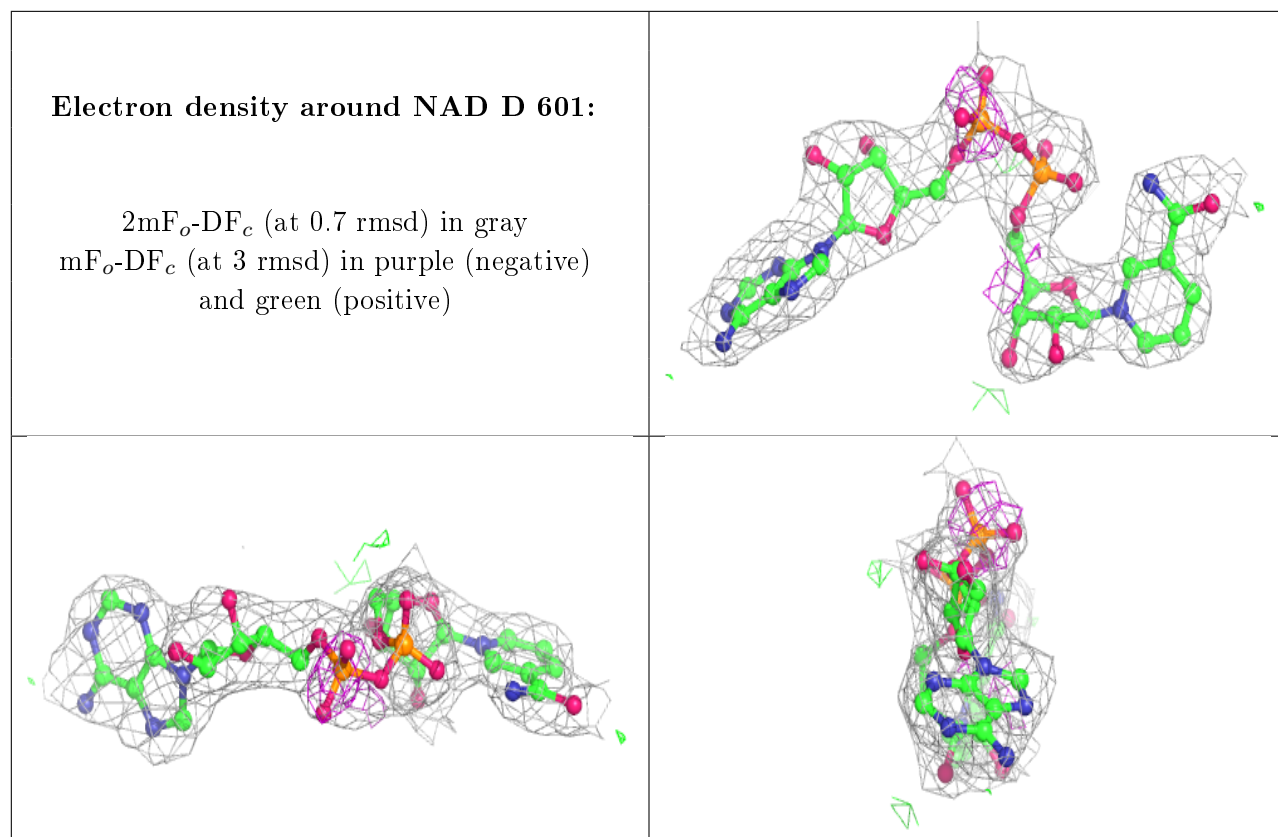 Electron density around NAD D 601:
2mFo-DFc (at 0.7 rmsd) in gray
mFo-DFc (at 3 rmsd) in purple (negative)
and green (positive)